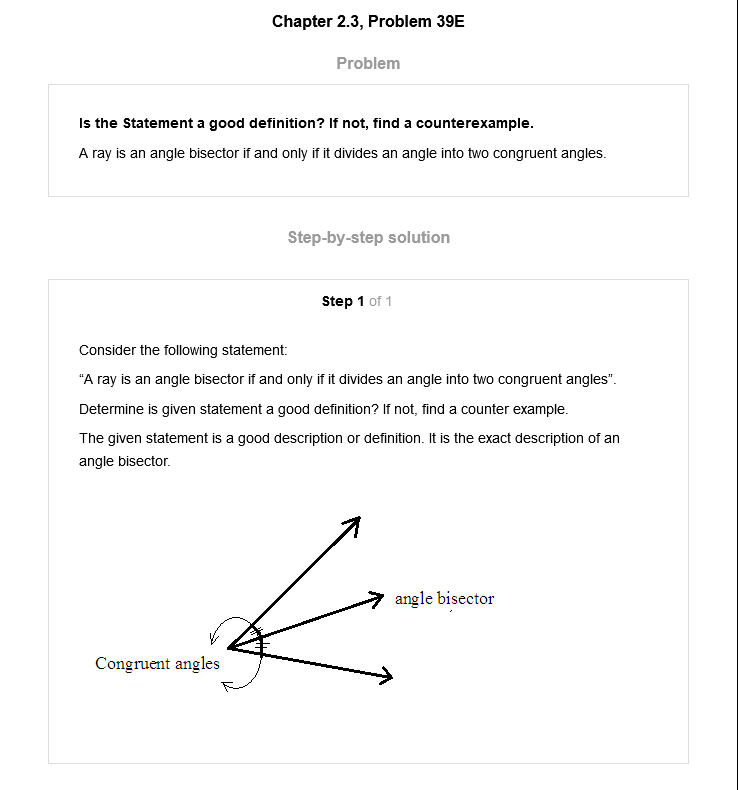 Chapter 2.3, Problem 39E
Problem
Is the Statement a good definition? If not, find a counterexample.
A ray is an angle bisector if and only if it divides an angle into two congruent angles.
Step-by-step solution
Step 1 of 1
Consider the following statement:
“A ray is an angle bisector if and only if it divides an angle into two congruent angles”.
Determine is given statement a good definition? If not, find a counter example.
The given statement is a good description or definition. It is the exact description of an
angle bisector.
angle bisector
Congruent angles